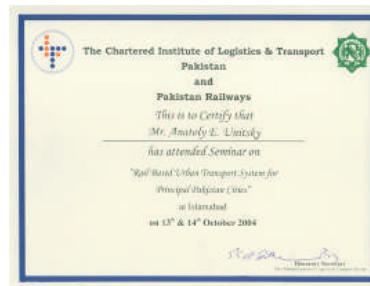 The Chartered Institute of Logistics & Transport
Pakistan
and
Pakistan Railways
This is to Certify that
Mr. Anatoly E. Unitsky
has attended Seminar on
"Rail Based Urban Transport System for
Principal Pakistan Cities"
at Islamabad
on 13th & 14th October 2004
Honorary Secretary